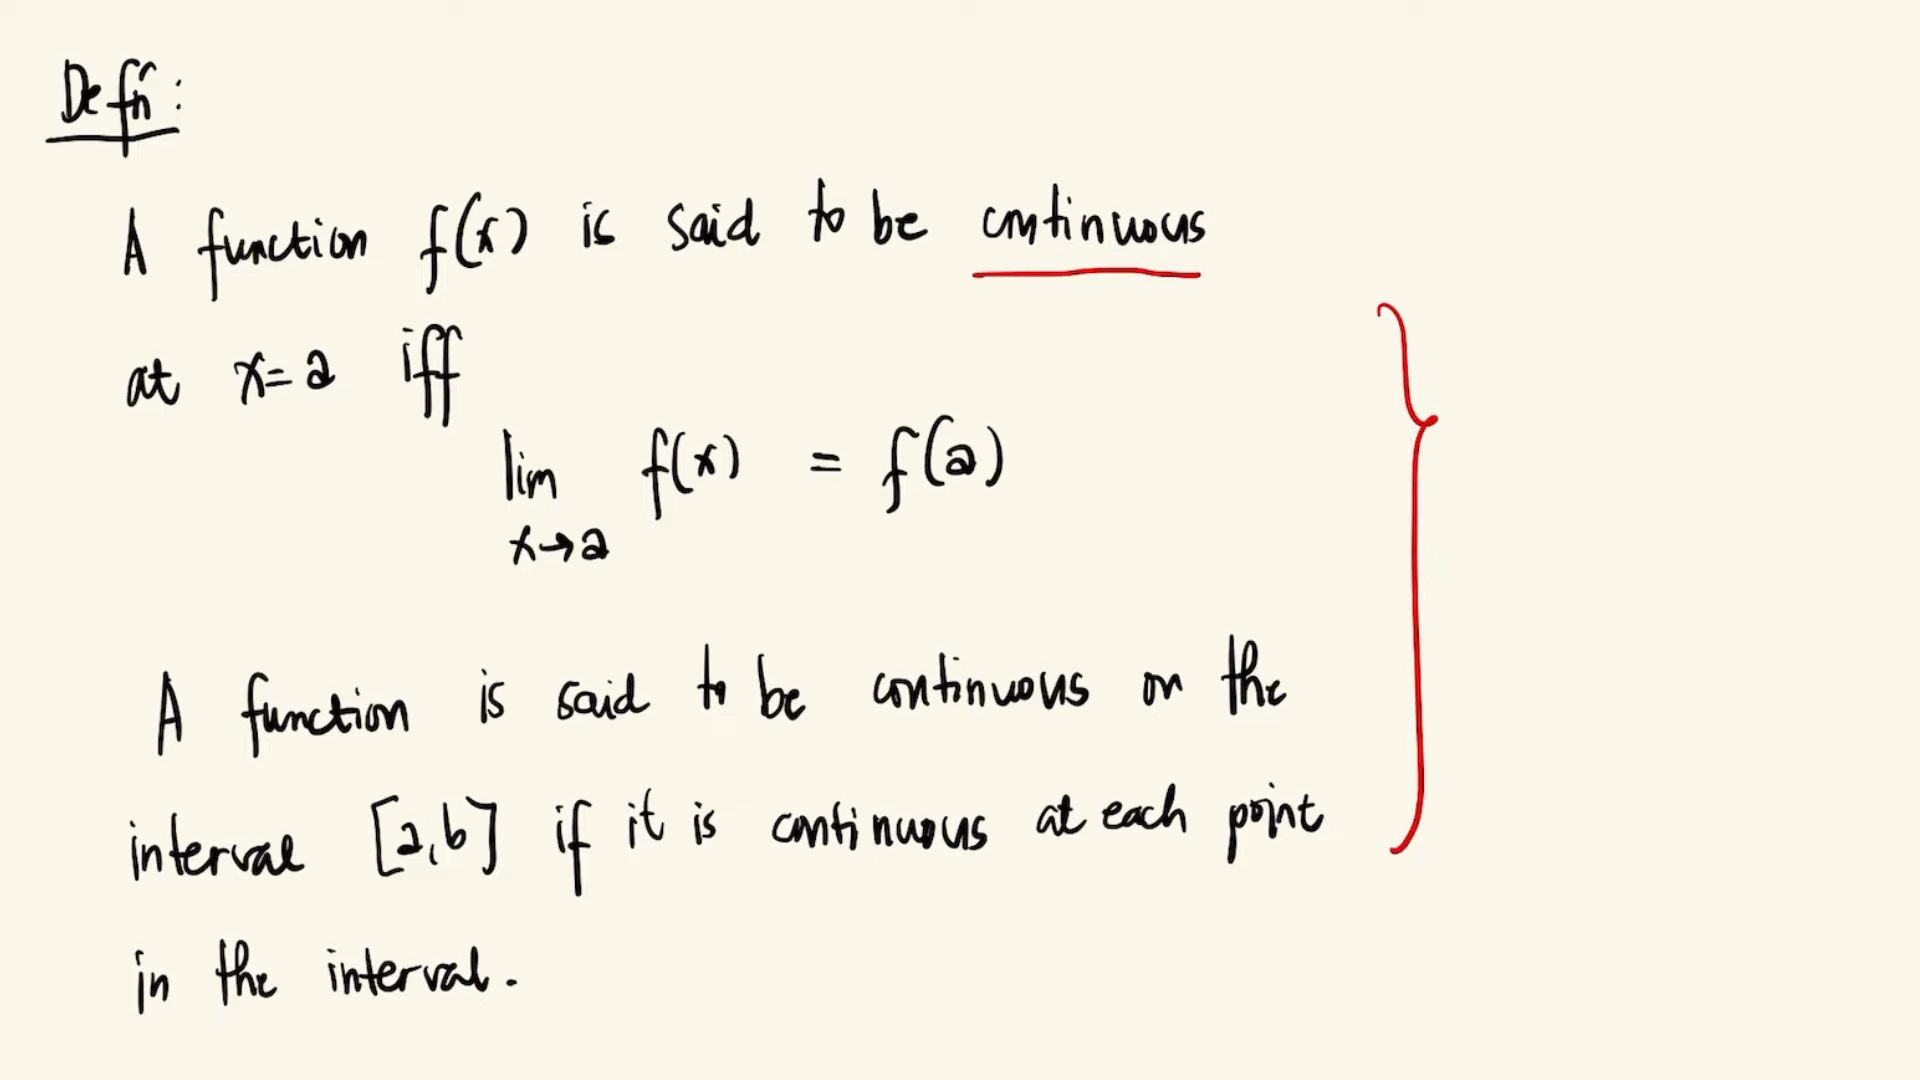 Defn:
A function f(x) is said to be continuous
at x=a iff
lim f(x) = f(a)
x→a
A function is said to be continuous on the
interval [a,b] if it is continuous at each point
in the interval.